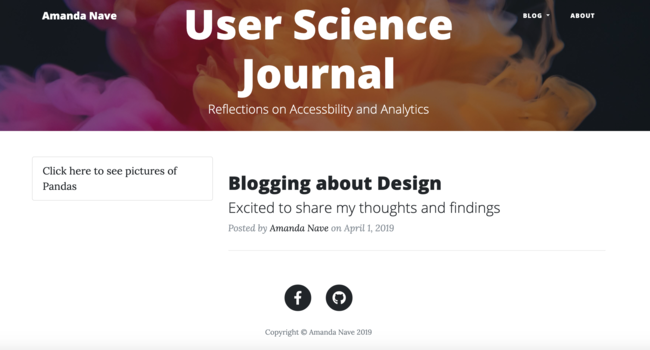 Amanda Nave
BLOG
ABOUT
User Science
Journal
Reflections on Accessbility and Analytics
Click here to see pictures of
Pandas
Blogging about Design
Excited to share my thoughts and findings
Posted by Amanda Nave on April 1, 2019
Copyright © Amanda Nave 2019